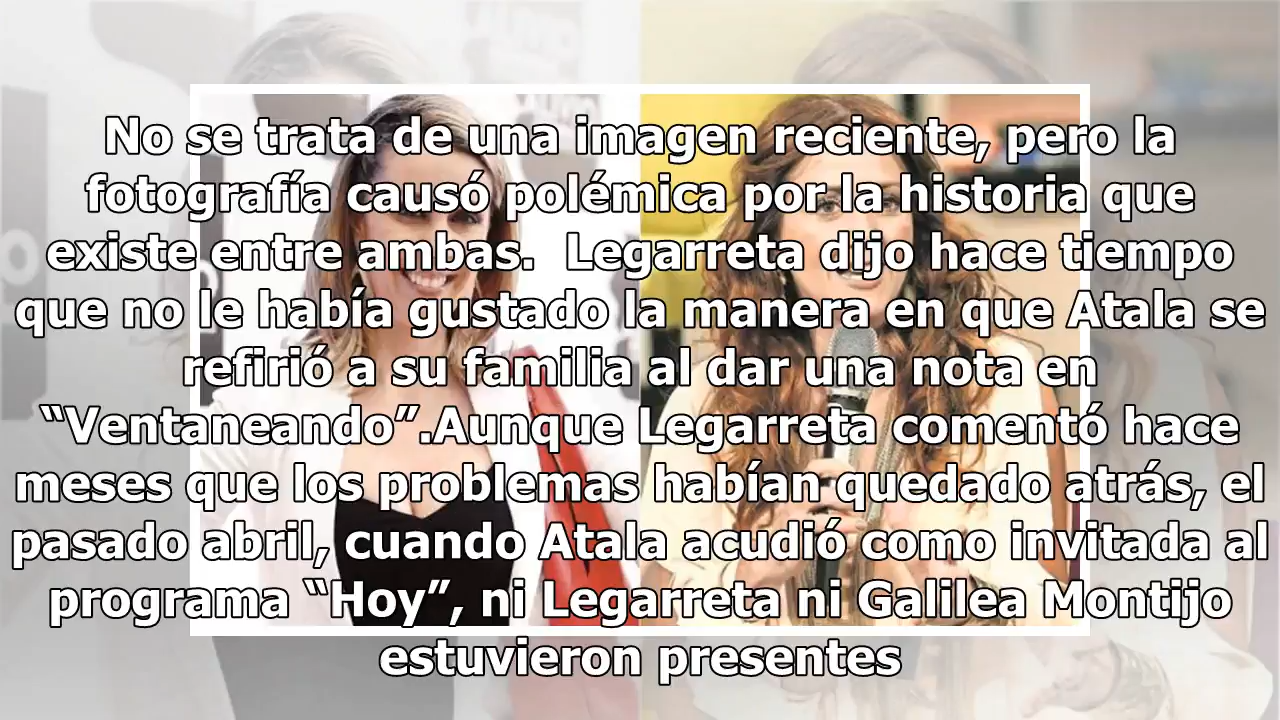 No se trata de una imagen reciente, pero la
fotografía causó polémica por la historia que
existe entre ambas.  Legarreta dijo hace tiempo
que no le había gustado la manera en que Atala se
refirió a su familia al dar una nota en
“Ventaneando”.Aunque Legarreta comentó hace
meses que los problemas habían quedado atrás, el
pasado abril, cuando Atala acudió como invitada al
programa “Hoy”, ni Legarreta ni Galilea Montijo
estuvieron presentes